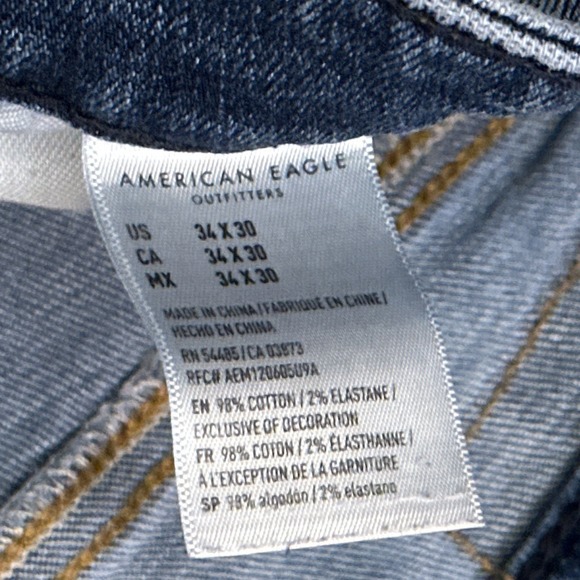 AMERICAN EAGLE
OUTFITTERS
US 34 X 30
CA 34 X 30
MX 34 X 30
MADE IN CHINA / FABRIQUÉ EN CHINE /
HECHO EN CHINA
RN 54485 / CA 03873
RFC# AEM120605U9A
EN 98% COTTON / 2% ELASTANE /
EXCLUSIVE OF DECORATION
FR 98% COTON / 2% ÉLASTHANNE /
À L'EXCEPTION DE LA GARNITURE
SP 98% algodón / 2% elastano